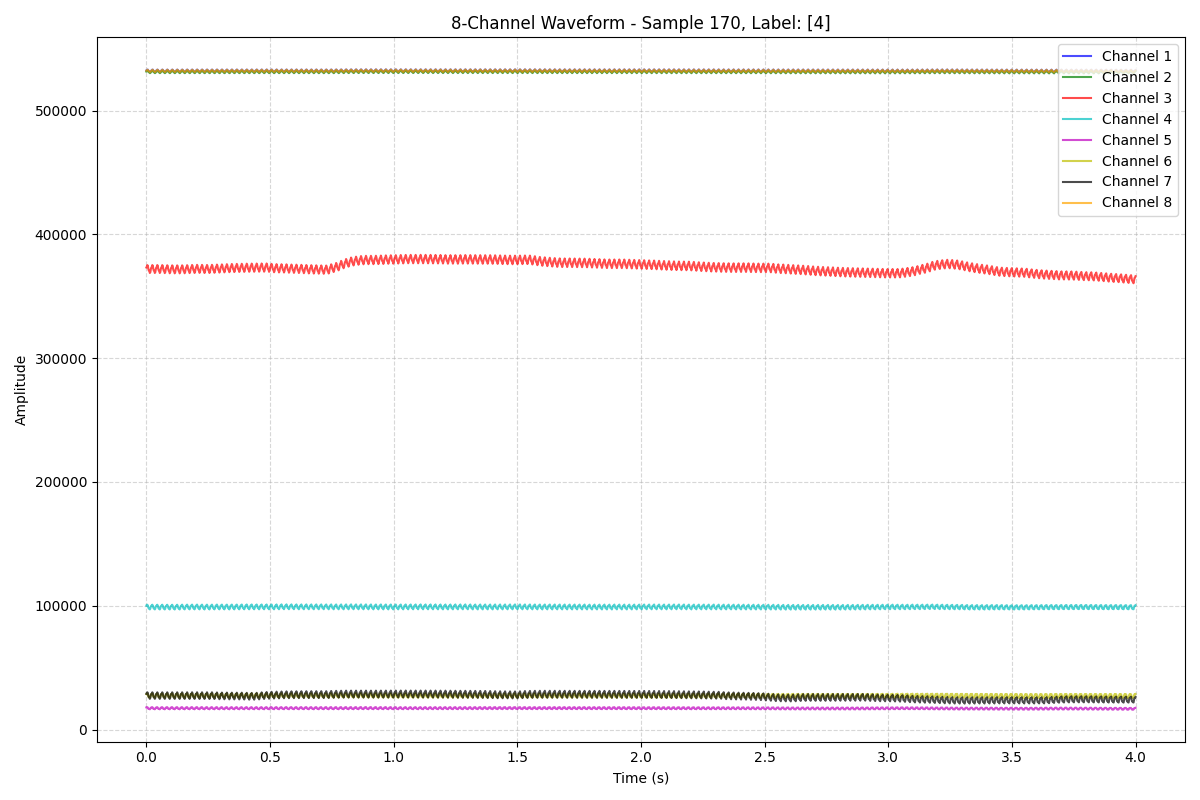 8-Channel Waveform - Sample 170, Label: [4]
Channel 1
Channel 2
Channel 3
Channel 4
Channel 5
Channel 6
Channel 7
Channel 8
Amplitude
500000
400000
300000
200000
100000
0
0.0 0.5 1.0 1.5 2.0 2.5 3.0 3.5 4.0
Time (s)